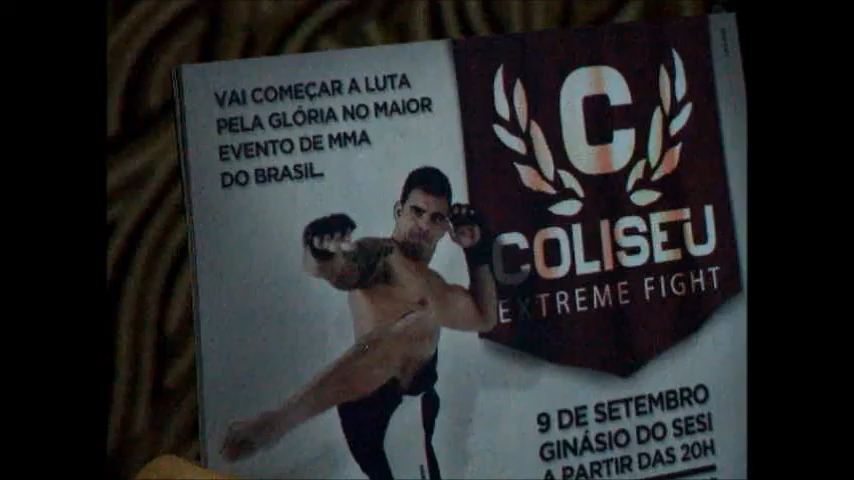 VAI COMEÇAR A LUTA
PELA GLÓRIA NO MAIOR
EVENTO DE MMA
DO BRASIL.
C
COLISEU
EXTREME FIGHT
9 DE SETEMBRO
GINÁSIO DO SESI
A PARTIR DAS 20H